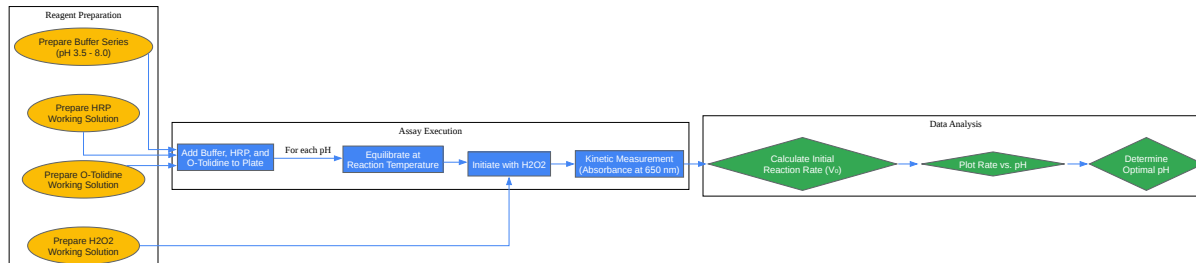 Reagent Preparation
Prepare Buffer Series
(pH 3.5 - 8.0)
Prepare HRP
Working Solution
Prepare O-Tolidine
Working Solution
Prepare H2O2
Working Solution
Assay Execution
Add Buffer, HRP, and
O-Tolidine to Plate
For each pH
Equilibrate at
Reaction Temperature
Initiate with H2O2
Kinetic Measurement
(Absorbance at 650 nm)
Data Analysis
Calculate Initial
Reaction Rate (V₀)
Plot Rate vs. pH
Determine
Optimal pH